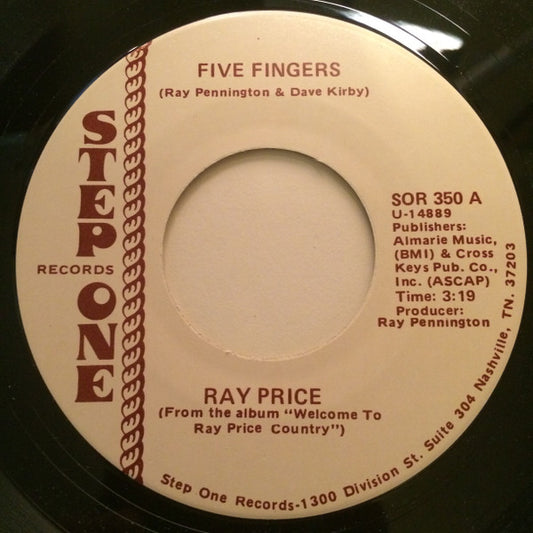 FIVE FINGERS
(Ray Pennington & Dave Kirby)
STEP ONE
RECORDS
SOR 350 A
U-14889
Publishers:
Almarie Music,
(BMI) & Cross
Keys Pub. Co.,
Inc. (ASCAP)
Time: 3:19
Producer:
Ray Pennington
RAY PRICE
(From the album "Welcome To
Ray Price Country")
Step One Records-1300 Division St. Suite 304 Nashville, TN. 37203